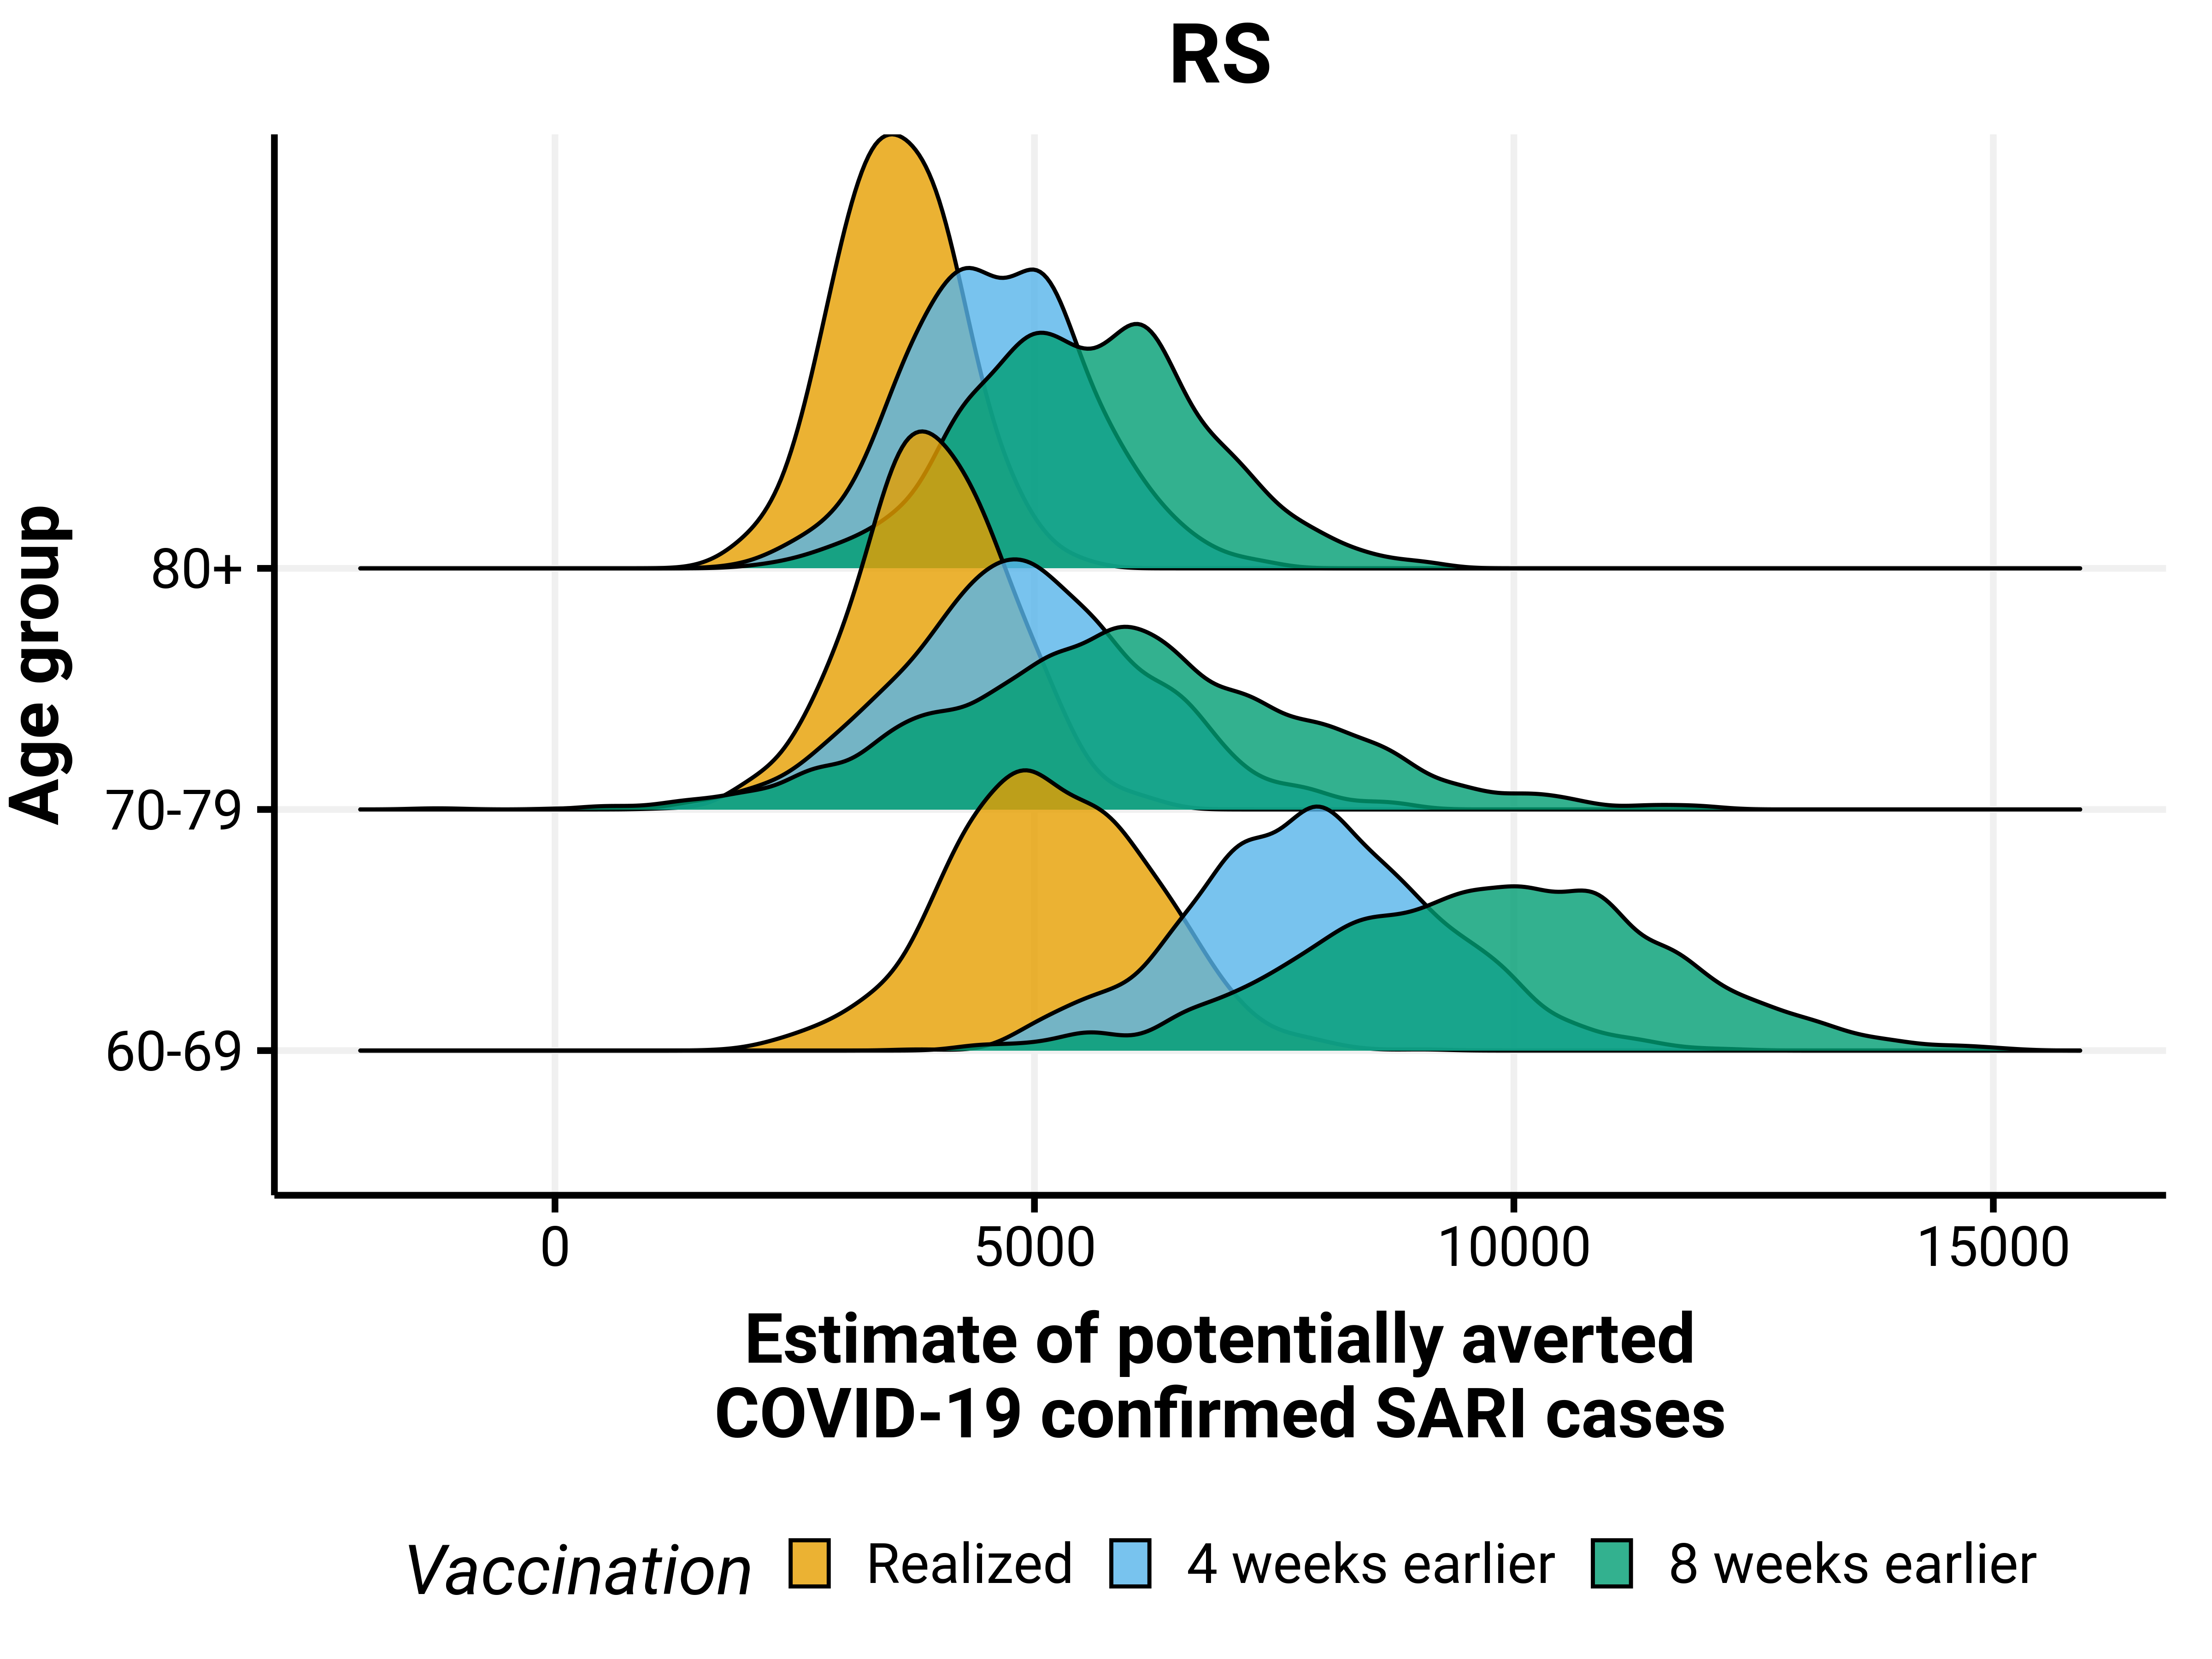 RS
Age group
80+
70-79
60-69
0 5000 10000 15000
Estimate of potentially averted
COVID-19 confirmed SARI cases
Vaccination Realized 4 weeks earlier 8 weeks earlier